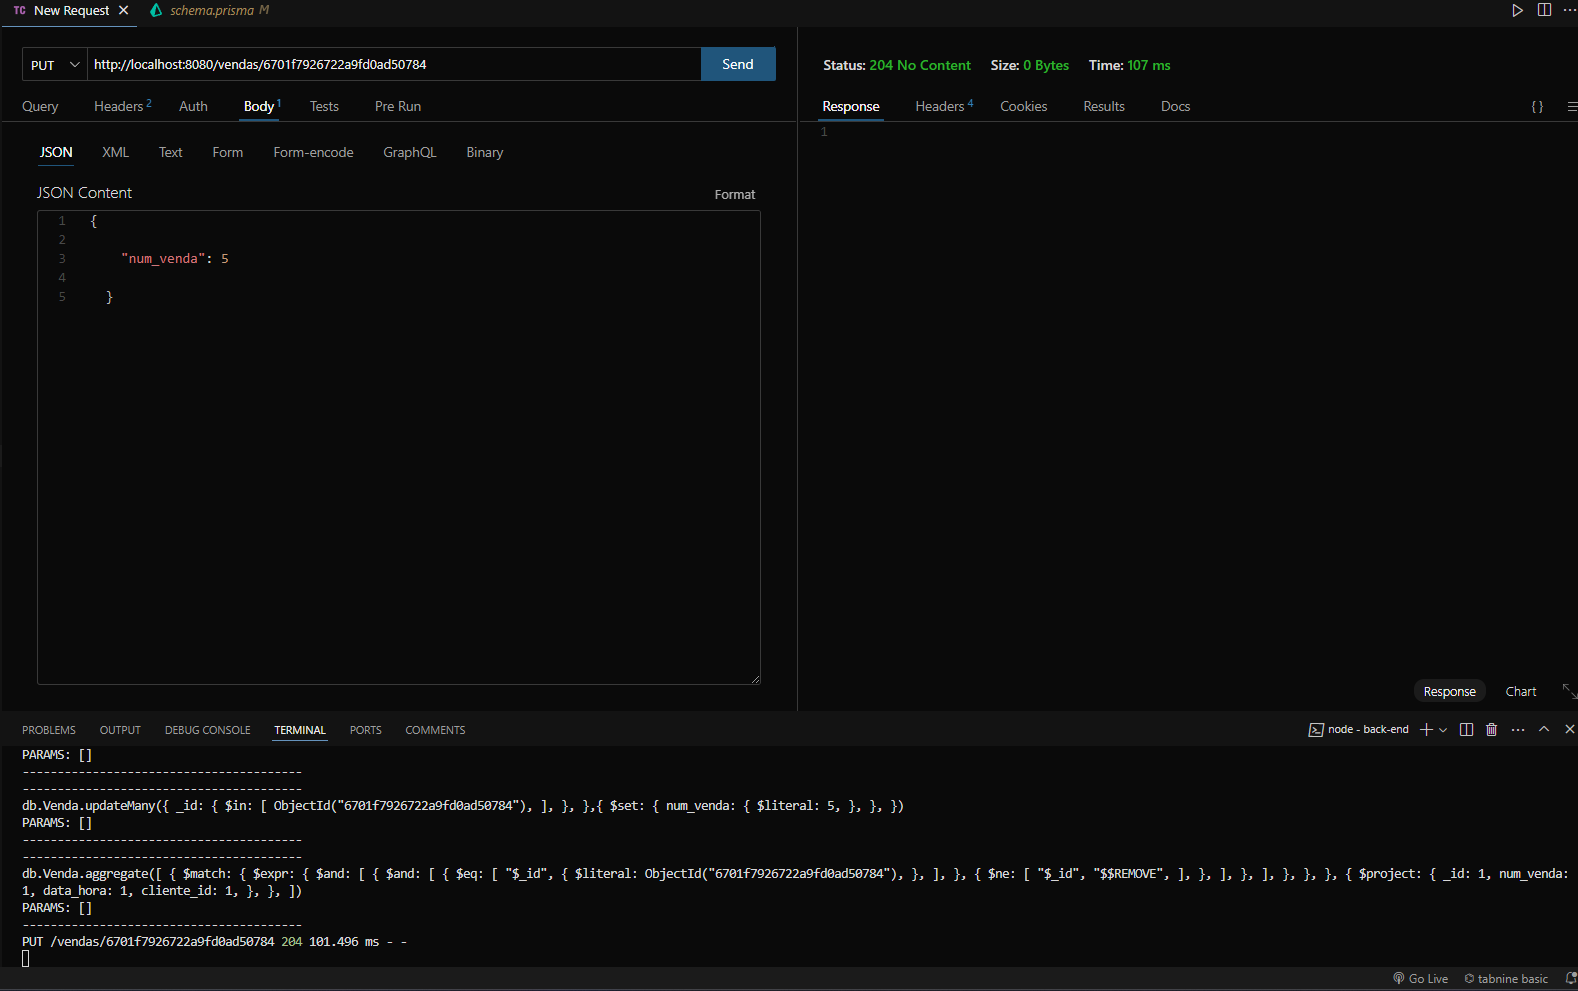 TC New Request
schema.prisma M
PUT
http://localhost:8080/vendas/6701f7926722a9fd0ad50784
Send
Query
Headers 2
Auth
Body 1
Tests
Pre Run
JSON
XML
Text
Form
Form-encode
GraphQL
Binary
JSON Content
Format
1 {
2
3 "num_venda": 5
4
5 }
Status: 204 No Content Size: 0 Bytes Time: 107 ms
Response
Headers 4
Cookies
Results
Docs
{ }
1
Response
Chart
PROBLEMS
OUTPUT
DEBUG CONSOLE
TERMINAL
PORTS
COMMENTS
node - back-end
PARAMS: []
----------------------------------------
----------------------------------------
db.Venda.updateMany({ _id: { $in: [ ObjectId("6701f7926722a9fd0ad50784"), ], }, },{ $set: { num_venda: { $literal: 5, }, }, })
PARAMS: []
----------------------------------------
----------------------------------------
db.Venda.aggregate([ { $match: { $expr: { $and: [ { $and: [ { $eq: [ "$_id", { $literal: ObjectId("6701f7926722a9fd0ad50784"), }, ], }, { $ne: [ "$_id", "$$REMOVE", ], }, ], }, ], }, }, }, { $project: { _id: 1, num_venda:
1, data_hora: 1, cliente_id: 1, }, }, ])
PARAMS: []
----------------------------------------
PUT /vendas/6701f7926722a9fd0ad50784 204 101.496 ms - -
Go Live
tabnine basic